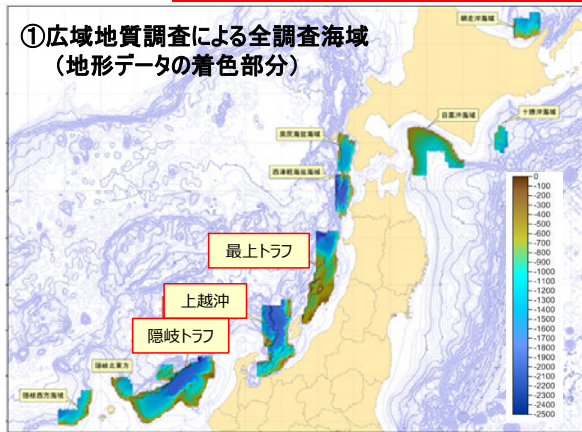 ①広域地質調査による全調査海域
(地形データの着色部分)
網走沖海域
十勝沖海域
日高沖海域
奥尻海盆海域
西津軽海盆海域
最上トラフ
上越沖
隠岐トラフ
隠岐北東方
隠岐西方海域
0
-100
-200
-300
-400
-500
-600
-700
-800
-900
-1000
-1100
-1200
-1300
-1400
-1500
-1600
-1700
-1800
-1900
-2000
-2100
-2200
-2300
-2400
-2500